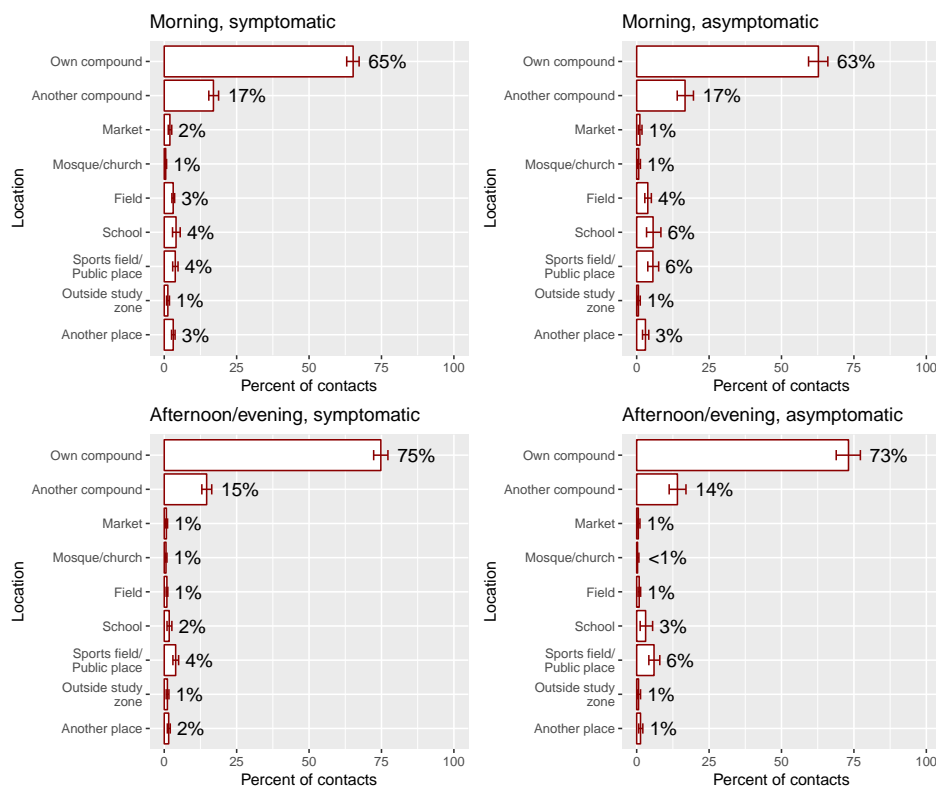 Morning, symptomatic
Location
Own compound
65%
Another compound
17%
Market
2%
Mosque/church
1%
Field
3%
School
4%
Sports field/
Public place
4%
Outside study
zone
1%
Another place
3%
0 25 50 75 100
Percent of contacts
Morning, asymptomatic
Location
Own compound
63%
Another compound
17%
Market
1%
Mosque/church
1%
Field
4%
School
6%
Sports field/
Public place
6%
Outside study
zone
1%
Another place
3%
0 25 50 75 100
Percent of contacts
Afternoon/evening, symptomatic
Location
Own compound
75%
Another compound
15%
Market
1%
Mosque/church
1%
Field
1%
School
2%
Sports field/
Public place
4%
Outside study
zone
1%
Another place
2%
0 25 50 75 100
Percent of contacts
Afternoon/evening, asymptomatic
Location
Own compound
73%
Another compound
14%
Market
1%
Mosque/church
<1%
Field
1%
School
3%
Sports field/
Public place
6%
Outside study
zone
1%
Another place
1%
0 25 50 75 100
Percent of contacts